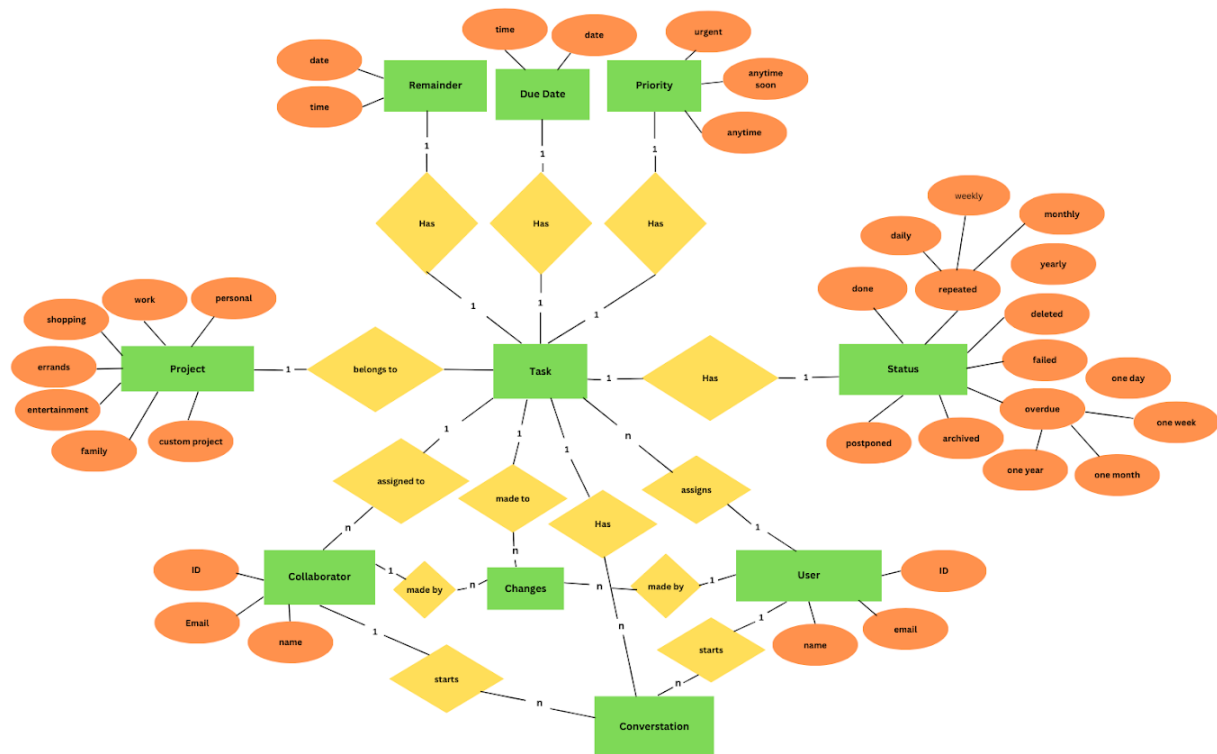 time
date
urgent
date
Remainder
Due Date
Priority
anytime
soon
time
anytime
1
1
1
weekly
monthly
Has
Has
Has
daily
yearly
work
personal
done
repeated
shopping
1
1
1
deleted
errands
Project
1
belongs to
Task
1
Has
1
Status
failed
one day
entertainment
overdue
one week
family
custom project
postponed
archived
one year
one month
1
1
1
n
assigned to
made to
Has
assigns
n
n
1
ID
Collaborator
1
made by
n
Changes
n
made by
1
User
ID
Email
name
n
1
name
email
1
starts
starts
n
n
Converstation